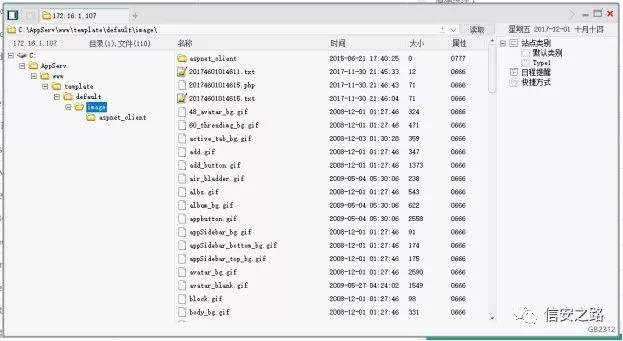 172.16.1.107
C:\AppServ\www\template\default\image\ 读取
星期五 2017-12-01 十月十四
172.16.1.107 目录(1),文件(110)
名称 时间 大小 属性
C:
AppServ
www
template
default
image
aspnet_client
aspnet_client 2015-06-21 17:40:25 0 0777
20174601014611.txt 2017-11-30 21:45:33 12 0666
20174601014615.php 2017-11-30 21:46:43 71 0666
20174601014615.txt 2017-11-30 21:46:04 71 0666
48_avatar_bg.gif 2008-12-01 01:27:46 324 0666
60_threading_bg.gif 2008-12-01 01:27:46 471 0666
active_tab_bg.gif 2008-12-03 01:30:28 359 0666
add.gif 2008-12-01 01:27:46 347 0666
add_button.gif 2008-12-01 01:27:46 1373 0666
air_bladder.gif 2009-05-04 05:30:06 238 0666
albs.gif 2008-12-01 01:27:46 543 0666
album_bg.gif 2009-05-04 05:30:06 622 0666
appbutton.gif 2009-05-04 05:30:06 2558 0666
appSidebar_bg.gif 2008-12-01 01:27:46 91 0666
appSidebar_bottom_bg.gif 2008-12-01 01:27:46 174 0666
appSidebar_top_bg.gif 2008-12-01 01:27:46 175 0666
avatar_bg.gif 2008-12-01 01:27:46 2590 0666
avatar_blank.gif 2009-05-27 04:24:02 1549 0666
block.gif 2008-12-01 01:27:46 98 0666
body_bg.gif 2008-12-01 01:27:46 331 0666
站点类别
默认类别
Type1
日程提醒
快捷方式
信安之路
GB2312